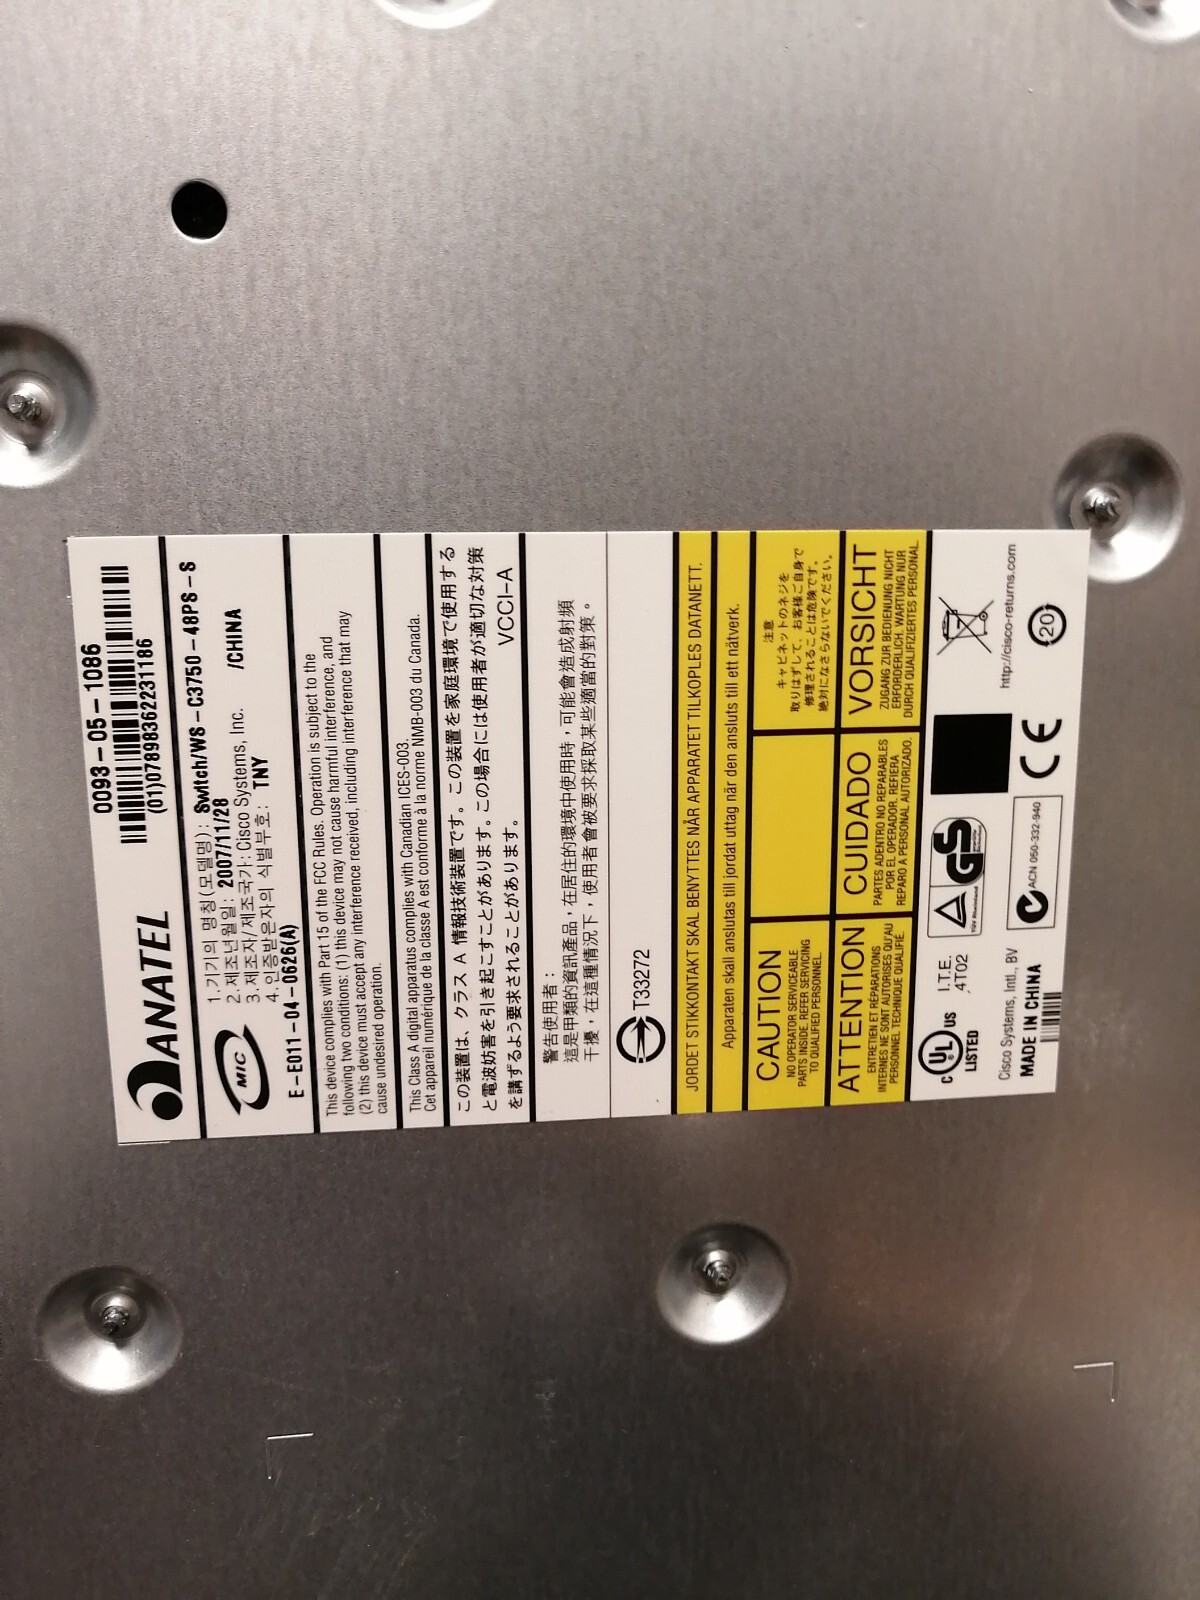 ANATEL
0093-05-1086
(01)07898362231186
MIC
1. 기기의 명칭(모델명): Switch/WS-C3750-48PS-S
2. 제조년월일: 2007/11/28
3. 제조자/제조국가: Cisco Systems, Inc. /CHINA
4. 인증받은자의 식별부호: TNY
E-E011-04-0626(A)
This device complies with Part 15 of the FCC Rules. Operation is subject to the
following two conditions: (1) this device may not cause harmful interference, and
(2) this device must accept any interference received, including interference that may
cause undesired operation.
This Class A digital apparatus complies with Canadian ICES-003.
Cet appareil numérique de la classe A est conforme à la norme NMB-003 du Canada.
この装置は、クラス A 情報技術装置です。この装置を家庭環境で使用する
と電波妨害を引き起こすことがあります。この場合には使用者が適切な対策
を講ずるよう要求されることがあります。 VCCI-A
警告使用者:
這是甲類的資訊產品,在居住的環境中使用時,可能會造成射頻
干擾,在這種情況下,使用者會被要求採取某些適當的對策。
T33272
JORDET STIKKONTAKT SKAL BENYTTES NÅR APPARATET TILKOPLES DATANETT.
Apparaten skall anslutas till jordat uttag när den ansluts till ett nätverk.
CAUTION
NO OPERATOR SERVICEABLE
PARTS INSIDE. REFER SERVICING
TO QUALIFIED PERSONNEL.
注意
キャビネットのネジを
取りはずして、お客様ご自身で
修理されることは危険です。
絶対になさらないでください。
ATTENTION
ENTRETIEN ET RÉPARATIONS
INTERNES NE SONT AUTORISÉS QU'AU
PERSONNEL TECHNIQUE QUALIFIÉ.
CUIDADO
PARTES ADENTRO NO REPARABLES
POR EL OPERADOR. REFIERA
REPARO A PERSONAL AUTORIZADO.
VORSICHT
ZUGANG ZUR BEDIENUNG NICHT
ERFORDERLICH. WARTUNG NUR
DURCH QUALIFIZIERTES PERSONAL.
C UL US
LISTED
I.T.E.
4T02
TÜV Rheinland
GS
http://cisco-returns.com
Cisco Systems, Intl., BV
MADE IN CHINA
ACN 050-332-940
CE
20